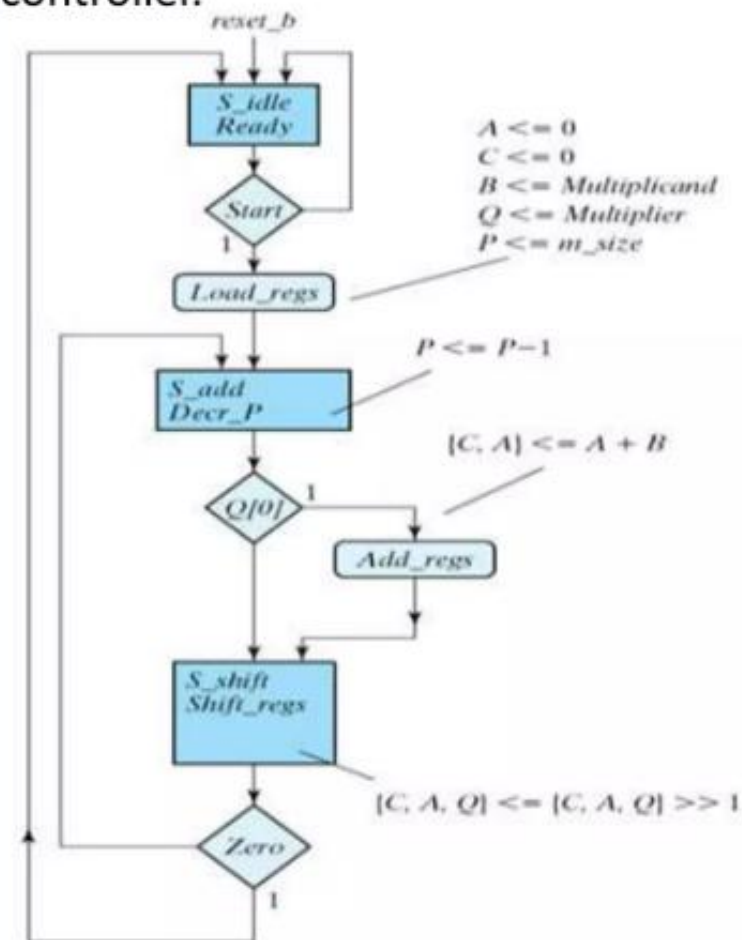 controller.
reset_b
S_idle
Ready
Start
1
Load_regs
A <= 0
C <= 0
B <= Multiplicand
Q <= Multiplier
P <= m_size
P <= P−1
S_add
Decr_P
{C, A} <= A + B
Q[0]
1
Add_regs
S_shift
Shift_regs
{C, A, Q} <= {C, A, Q} >> 1
Zero
1